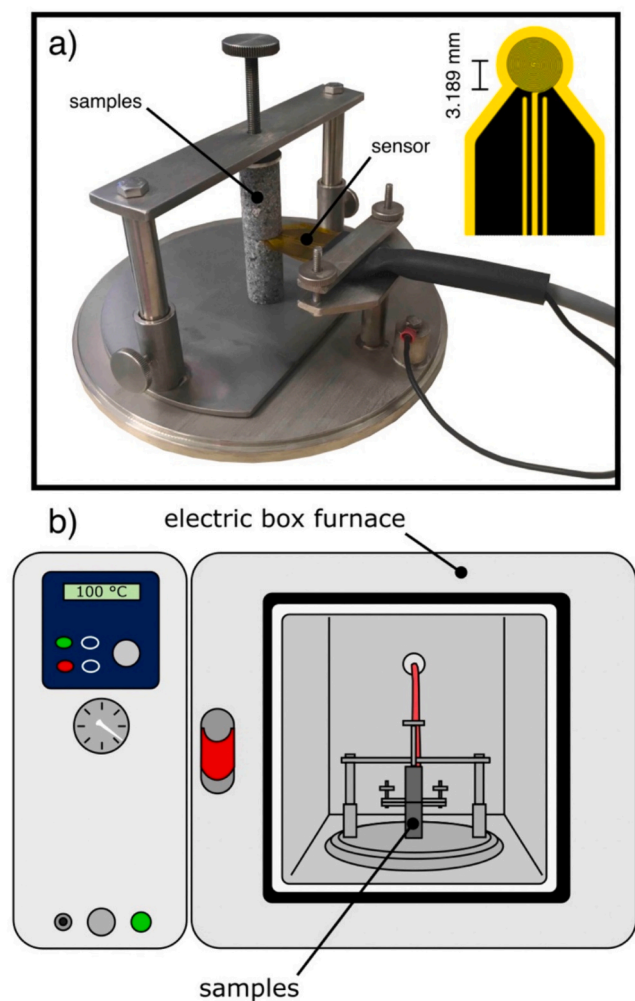 a)
samples
sensor
3.189 mm
b)
electric box furnace
100 °C
samples